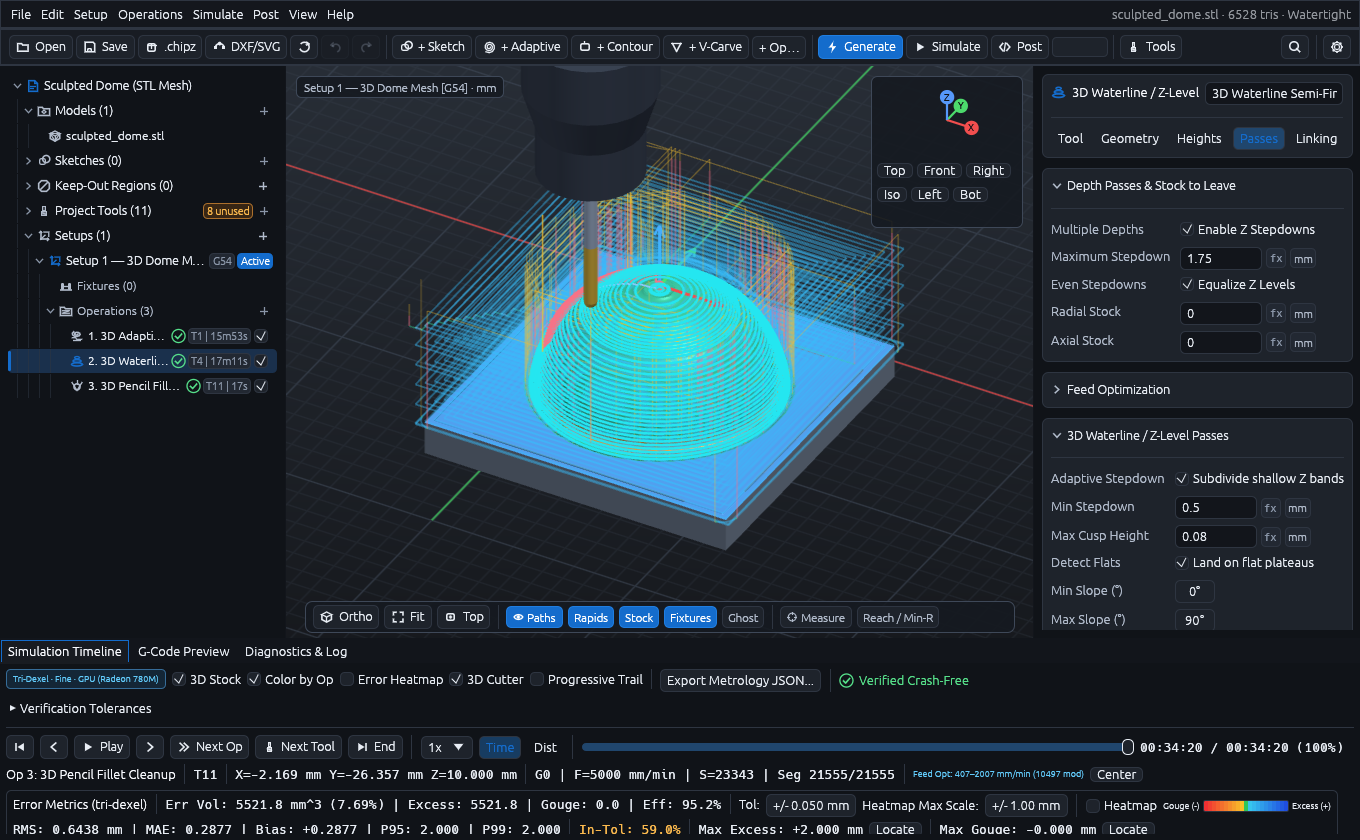 File Edit Setup Operations Simulate Post View Help
sculpted_dome.stl · 6528 tris · Watertight
Open Save .chipz DXF/SVG + Sketch + Adaptive + Contour + V-Carve + Op... Generate Simulate Post Tools
Sculpted Dome (STL Mesh)
Models (1) +
sculpted_dome.stl
Sketches (0) +
Keep-Out Regions (0) +
Project Tools (11) 8 unused +
Setups (1) +
Setup 1 — 3D Dome M... G54 Active
Fixtures (0)
Operations (3) +
1. 3D Adapti... T1 | 15m53s
2. 3D Waterli... T4 | 17m11s
3. 3D Pencil Fill... T11 | 17s
Setup 1 — 3D Dome Mesh [G54] · mm
Z
Y
X
Top Front Right
Iso Left Bot
Ortho Fit Top Paths Rapids Stock Fixtures Ghost Measure Reach / Min-R
3D Waterline / Z-Level 3D Waterline Semi-Fir
Tool Geometry Heights Passes Linking
Depth Passes & Stock to Leave
Multiple Depths Enable Z Stepdowns
Maximum Stepdown 1.75 fx mm
Even Stepdowns Equalize Z Levels
Radial Stock 0 fx mm
Axial Stock 0 fx mm
Feed Optimization
3D Waterline / Z-Level Passes
Adaptive Stepdown Subdivide shallow Z bands
Min Stepdown 0.5 fx mm
Max Cusp Height 0.08 fx mm
Detect Flats Land on flat plateaus
Min Slope (°) 0°
Max Slope (°) 90°
Simulation Timeline G-Code Preview Diagnostics & Log
Tri-Dexel · Fine · GPU (Radeon 780M) 3D Stock Color by Op Error Heatmap 3D Cutter Progressive Trail Export Metrology JSON... Verified Crash-Free
Verification Tolerances
Play Next Op Next Tool End 1x Time Dist 00:34:20 / 00:34:20 (100%)
Op 3: 3D Pencil Fillet Cleanup T11 X=-2.169 mm Y=-26.357 mm Z=10.000 mm G0 | F=5000 mm/min | S=23343 | Seg 21555/21555 Feed Opt: 407–2007 mm/min (10497 mod) Center
Error Metrics (tri-dexel) Err Vol: 5521.8 mm^3 (7.69%) | Excess: 5521.8 | Gouge: 0.0 | Eff: 95.2% Tol: +/- 0.050 mm Heatmap Max Scale: +/- 1.00 mm Heatmap Gouge (-) Excess (+)
RMS: 0.6438 mm | MAE: 0.2877 | Bias: +0.2877 | P95: 2.000 | P99: 2.000 In-Tol: 59.0% Max Excess: +2.000 mm Locate Max Gouge: -0.000 mm Locate